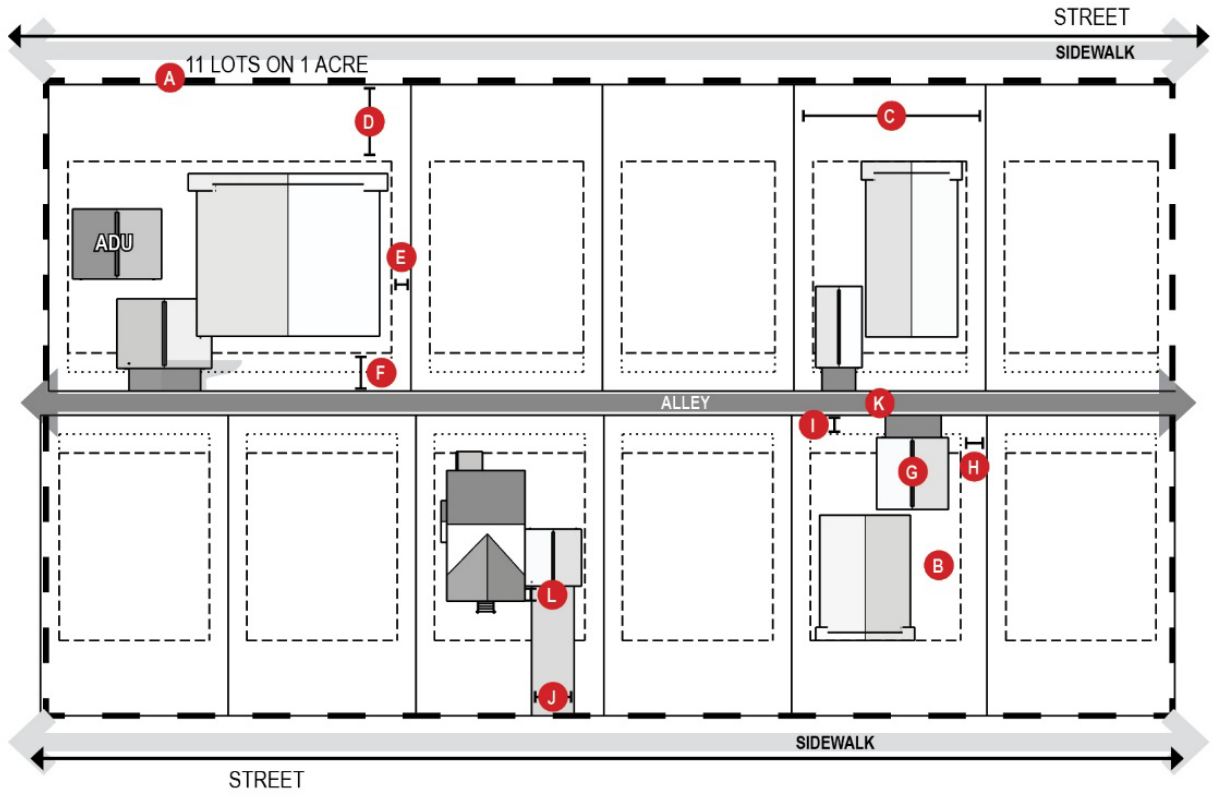 STREET
SIDEWALK
A
11 LOTS ON 1 ACRE
D
C
ADU
E
F
ALLEY
K
I
G
H
B
L
J
SIDEWALK
STREET